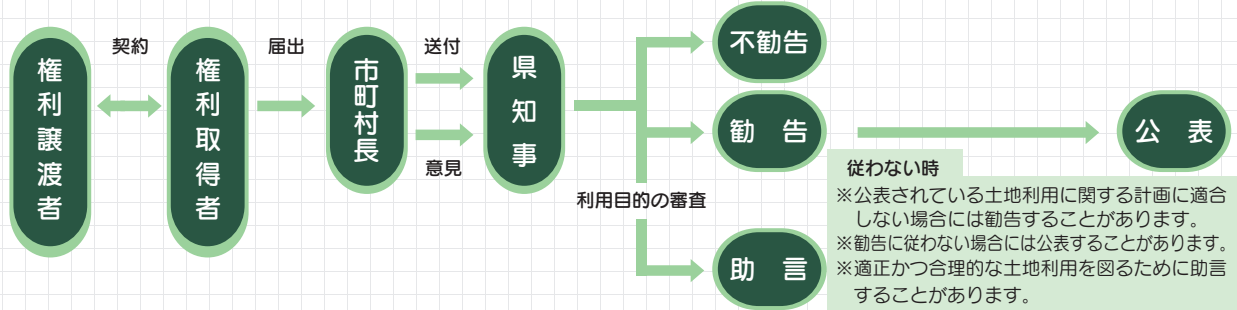 権利譲渡者
契約
権利取得者
届出
市町村長
送付
意見
県知事
利用目的の審査
不勧告
勧　告
助　言
公　表
従わない時
※公表されている土地利用に関する計画に適合
しない場合には勧告することがあります。
※勧告に従わない場合には公表することがあります。
※適正かつ合理的な土地利用を図るために助言
することがあります。